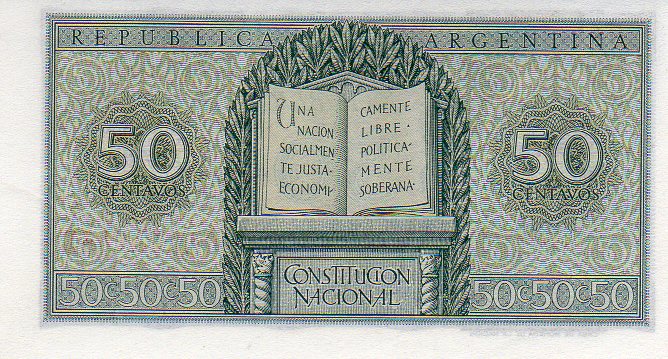 REPUBLICA ARGENTINA
UNA
NACION
SOCIALMEN
TE JUSTA·
ECONOMI·
CAMENTE
LIBRE·
POLITICA·
MENTE
SOBERANA·
50
CENTAVOS
50
CENTAVOS
CONSTITUCION
NACIONAL
50C50C50
50C50C50